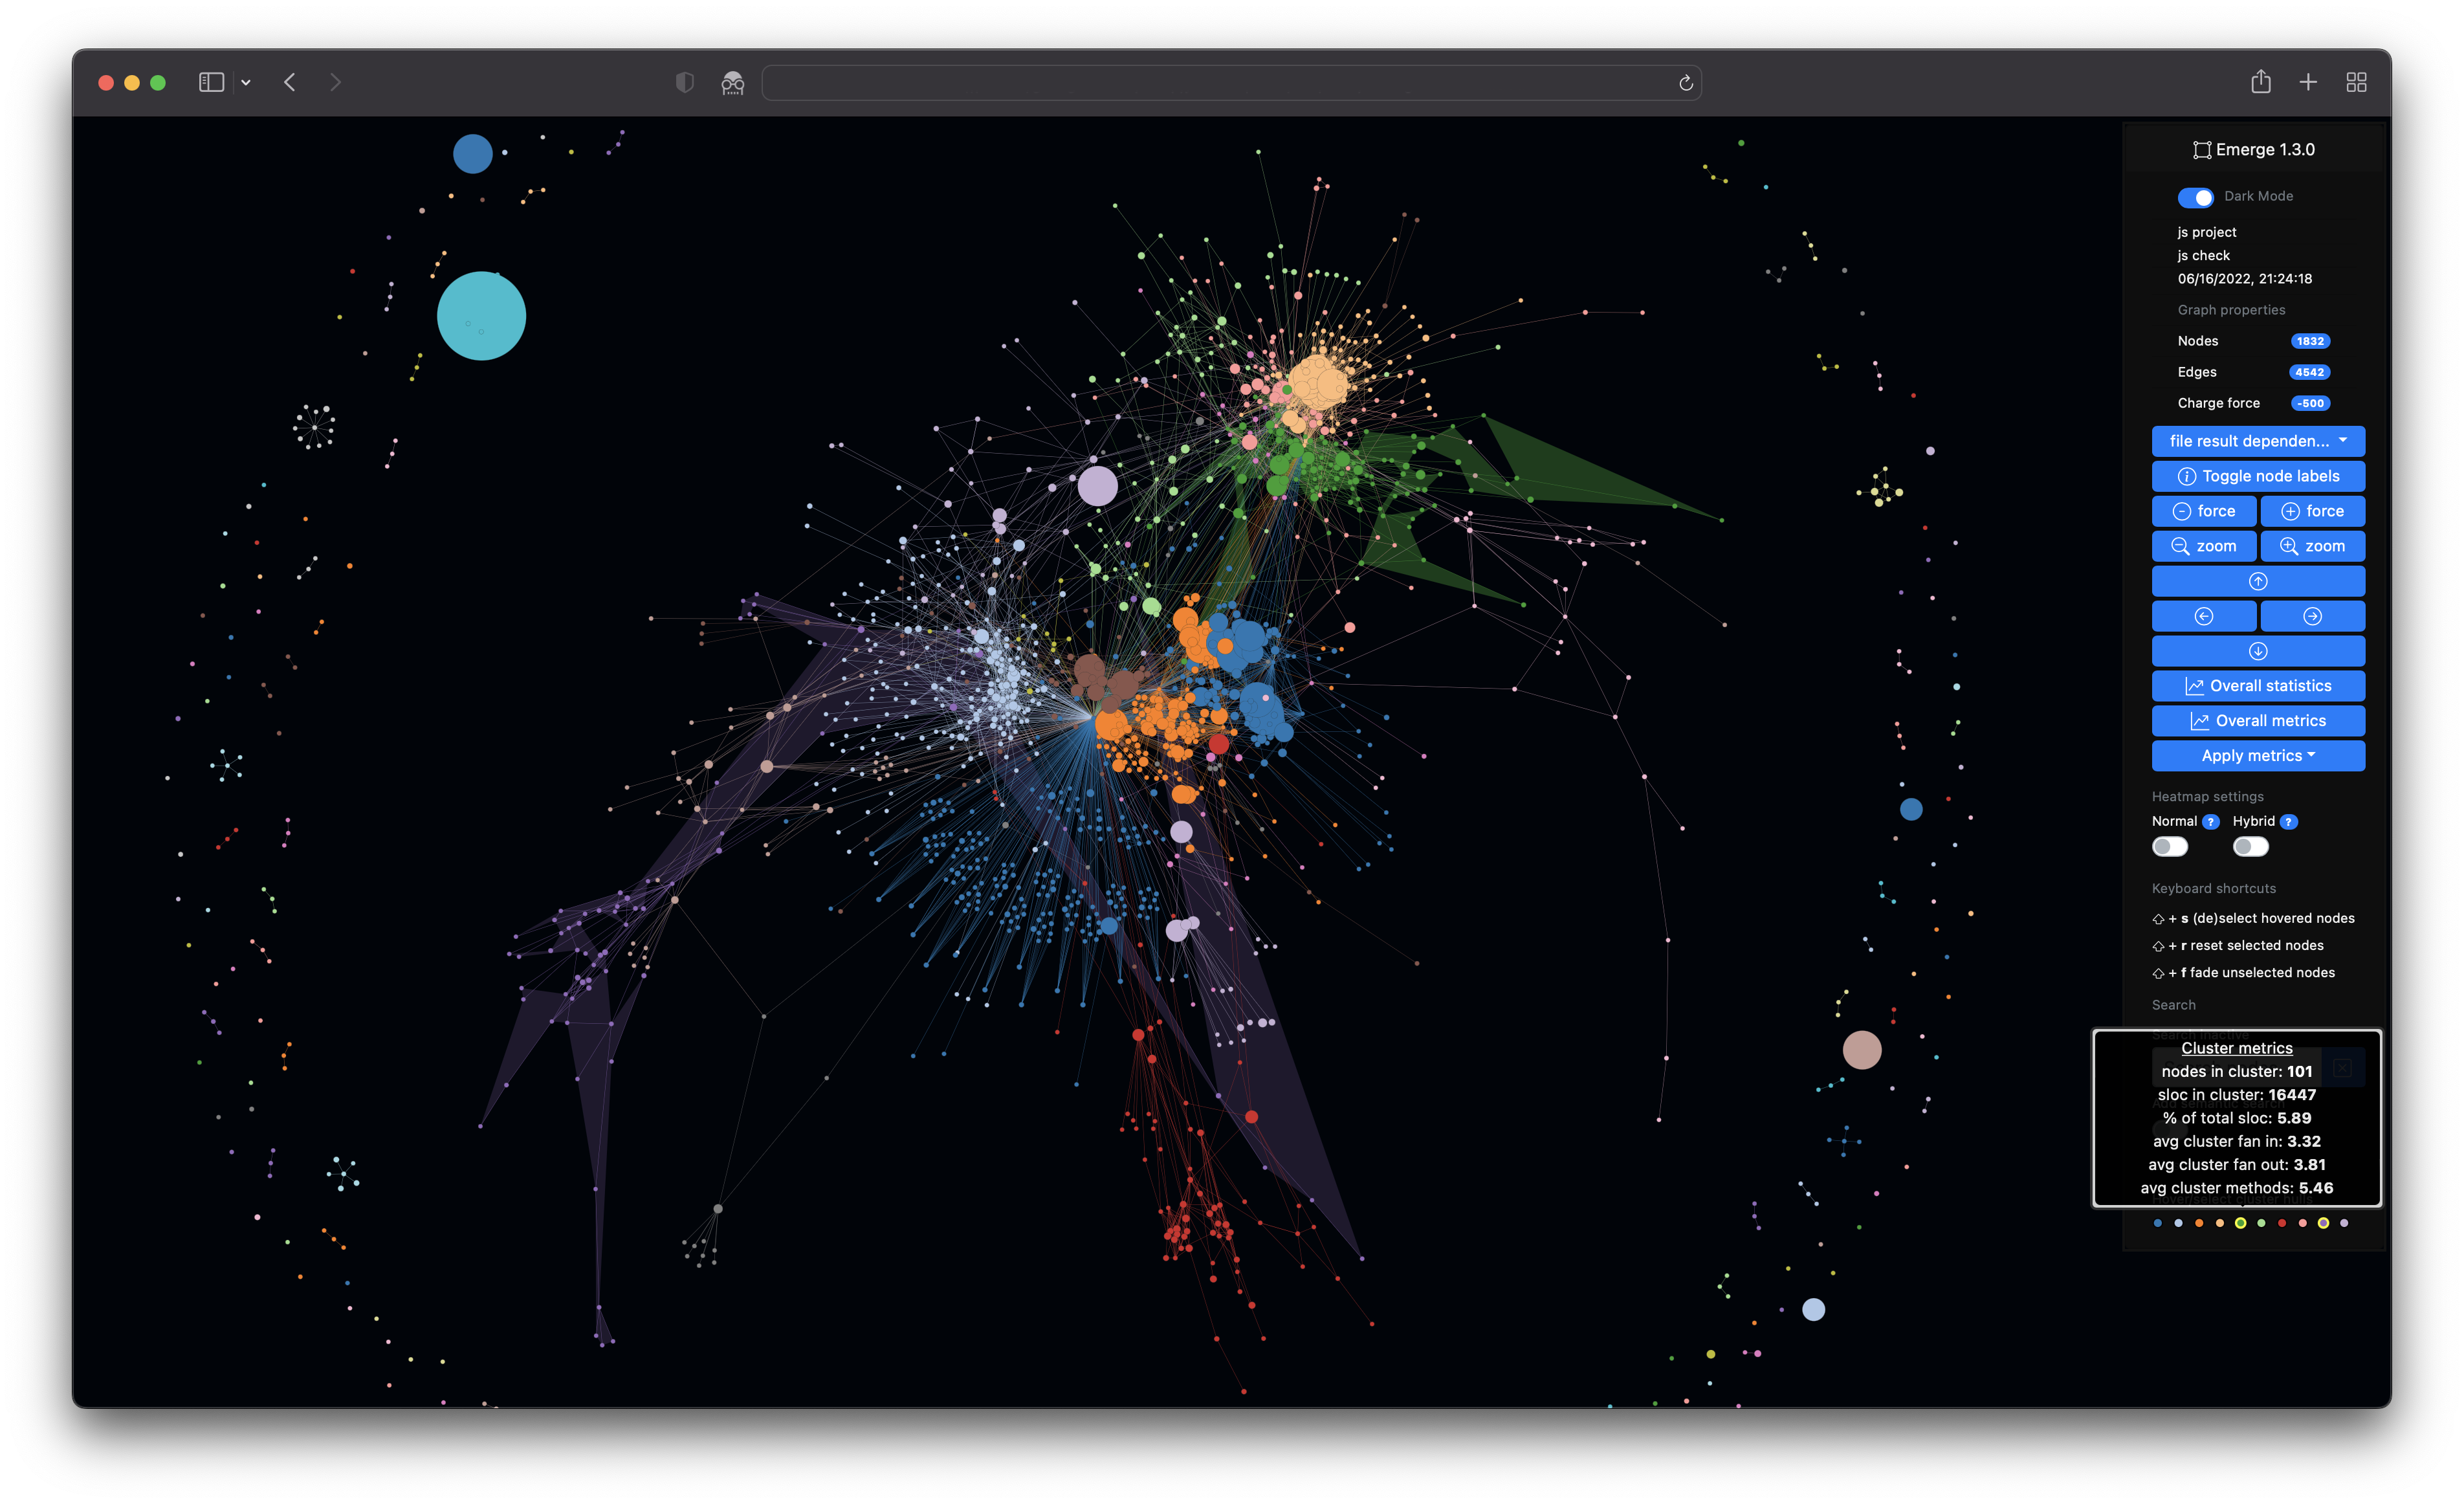 Emerge 1.3.0
Dark Mode
js project
js check
06/16/2022, 21:24:18
Graph properties
Nodes 1832
Edges 4542
Charge force -500
file result dependen...
i Toggle node labels
- force + force
zoom zoom
Overall statistics
Overall metrics
Apply metrics
Heatmap settings
Normal ? Hybrid ?
Keyboard shortcuts
⇧ + s (de)select hovered nodes
⇧ + r reset selected nodes
⇧ + f fade unselected nodes
Search
Search inactive
Cluster metrics
nodes in cluster: 101
sloc in cluster: 16447
% of total sloc: 5.89
avg cluster fan in: 3.32
avg cluster fan out: 3.81
avg cluster methods: 5.46